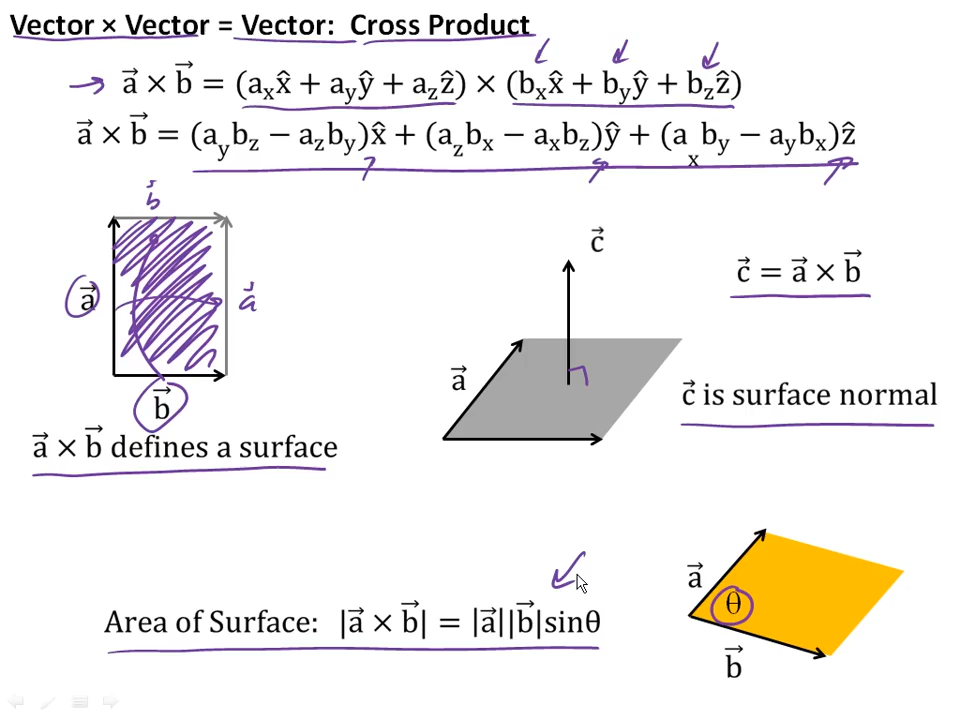 Vector × Vector = Vector: Cross Product
a⃗ × b⃗ = (aₓx̂ + a_yŷ + a_zẑ) × (bₓx̂ + b_yŷ + b_zẑ)
a⃗ × b⃗ = (a_yb_z − a_zb_y)x̂ + (a_zbₓ − aₓb_z)ŷ + (aₓb_y − a_ybₓ)ẑ
b⃗
a⃗
a⃗
b⃗
a⃗ × b⃗ defines a surface
c⃗
a⃗
c⃗ = a⃗ × b⃗
c⃗ is surface normal
Area of Surface: |a⃗ × b⃗| = |a⃗||b⃗|sinθ
a⃗
θ
b⃗